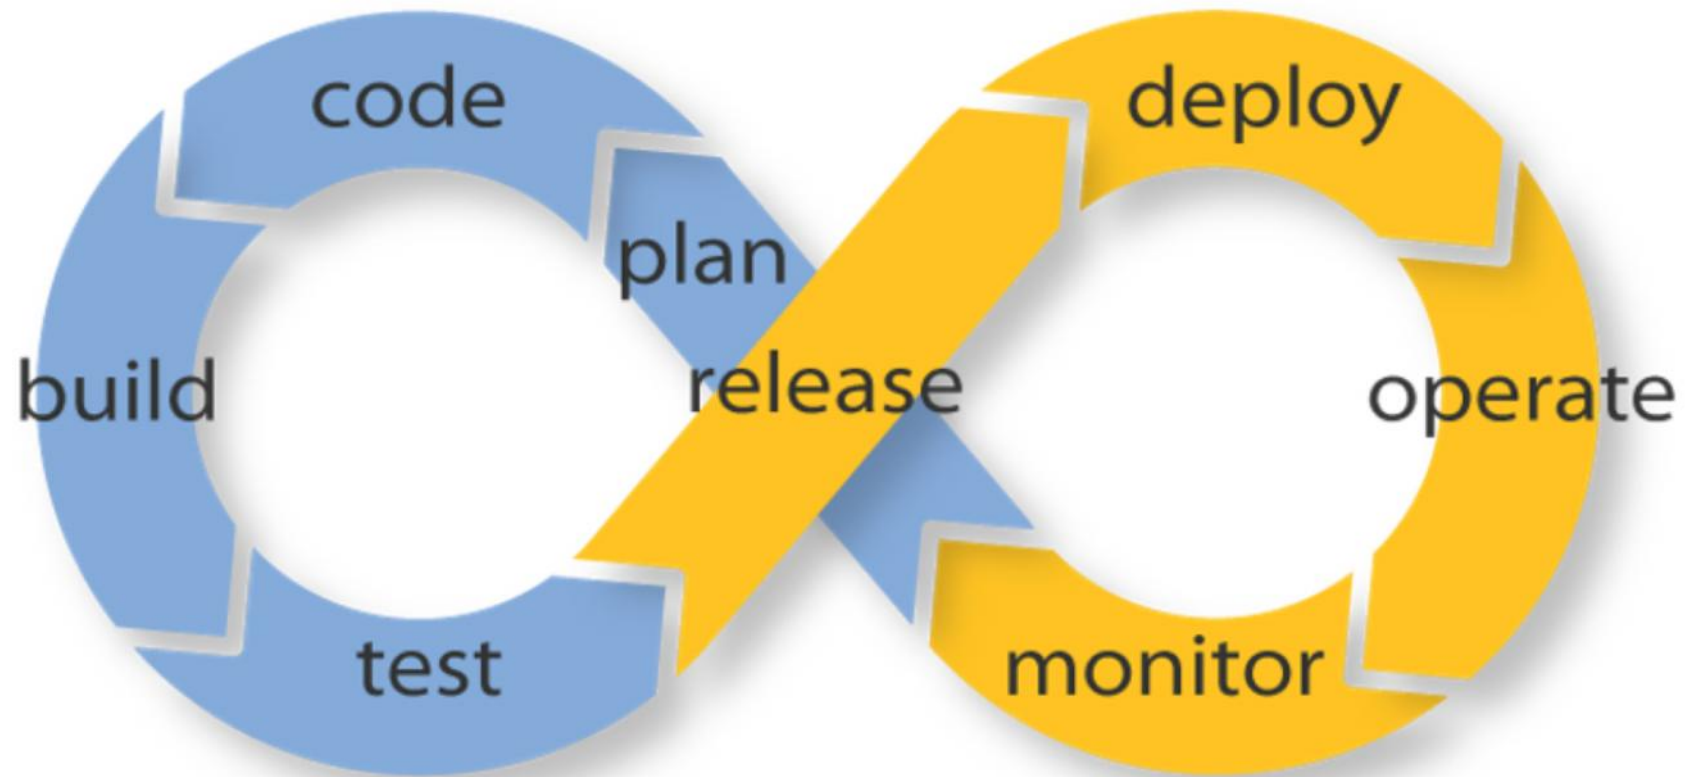 code
deploy
plan
build
release
operate
test
monitor